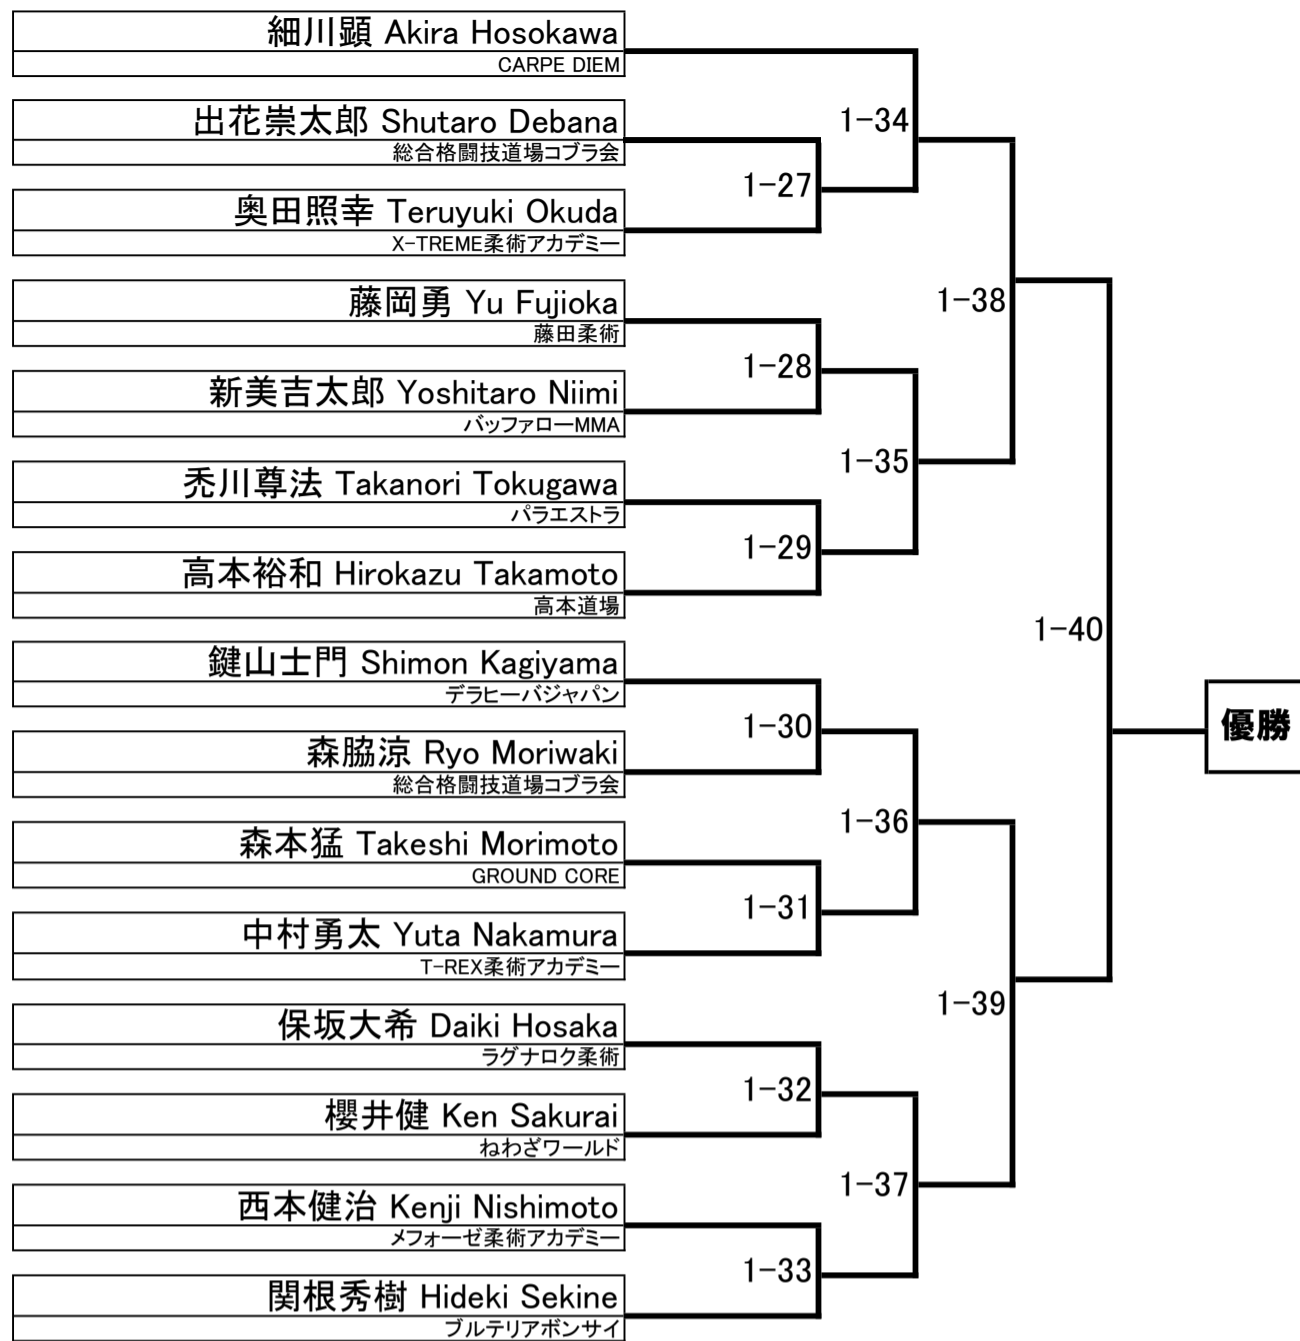 細川顕 Akira Hosokawa
CARPE DIEM
1-34
出花崇太郎 Shutaro Debana
総合格闘技道場コブラ会
1-27
奥田照幸 Teruyuki Okuda
X-TREME柔術アカデミー
藤岡勇 Yu Fujioka
藤田柔術
1-38
1-28
新美吉太郎 Yoshitaro Niimi
バッファローMMA
1-35
禿川尊法 Takanori Tokugawa
パラエストラ
1-29
高本裕和 Hirokazu Takamoto
高本道場
1-40
鍵山士門 Shimon Kagiyama
デラヒーバジャパン
1-30
優勝
森脇涼 Ryo Moriwaki
総合格闘技道場コブラ会
1-36
森本猛 Takeshi Morimoto
GROUND CORE
1-31
中村勇太 Yuta Nakamura
T-REX柔術アカデミー
1-39
保坂大希 Daiki Hosaka
ラグナロク柔術
1-32
櫻井健 Ken Sakurai
ねわざワールド
1-37
西本健治 Kenji Nishimoto
メフォーゼ柔術アカデミー
1-33
関根秀樹 Hideki Sekine
ブルテリアボンサイ